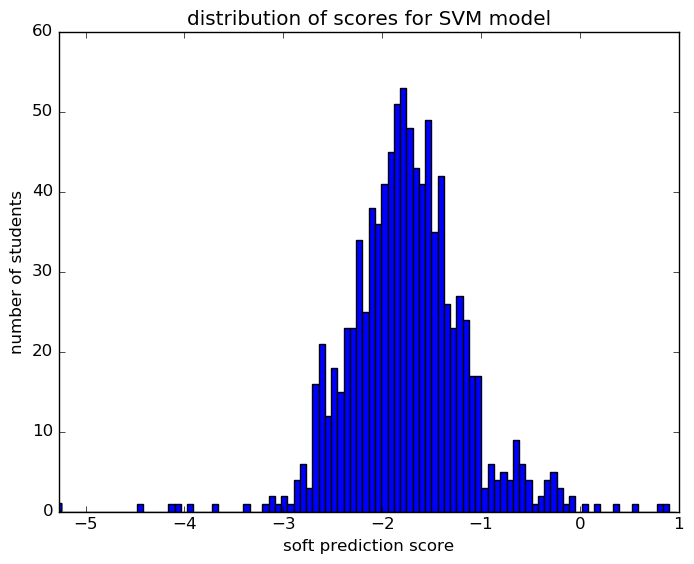 distribution of scores for SVM model
60
50
40
30
20
10
0
number of students
−5 −4 −3 −2 −1 0 1
soft prediction score